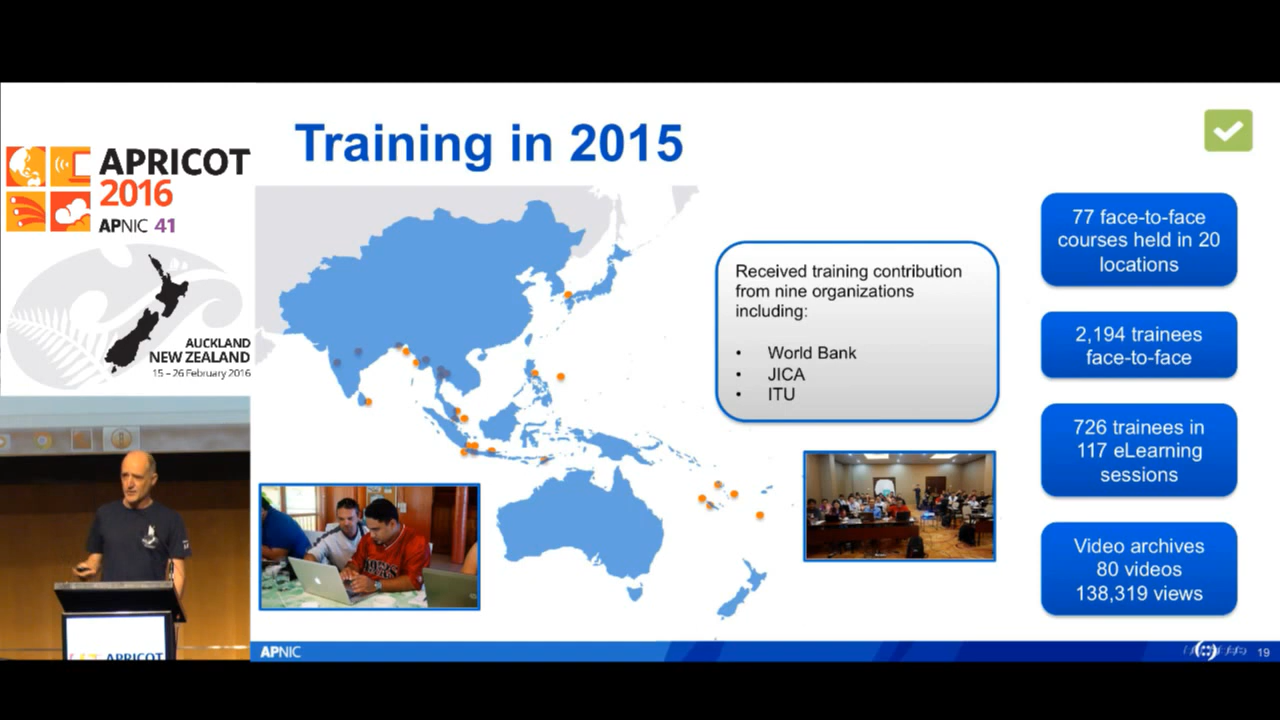 APRICOT
2016
APNIC 41
AUCKLAND
NEW ZEALAND
15 – 26 February 2016
APRICOT
Training in 2015
Received training contribution
from nine organizations
including:
• World Bank
• JICA
• ITU
77 face-to-face
courses held in 20
locations
2,194 trainees
face-to-face
726 trainees in
117 eLearning
sessions
Video archives
80 videos
138,319 views
APNIC
19